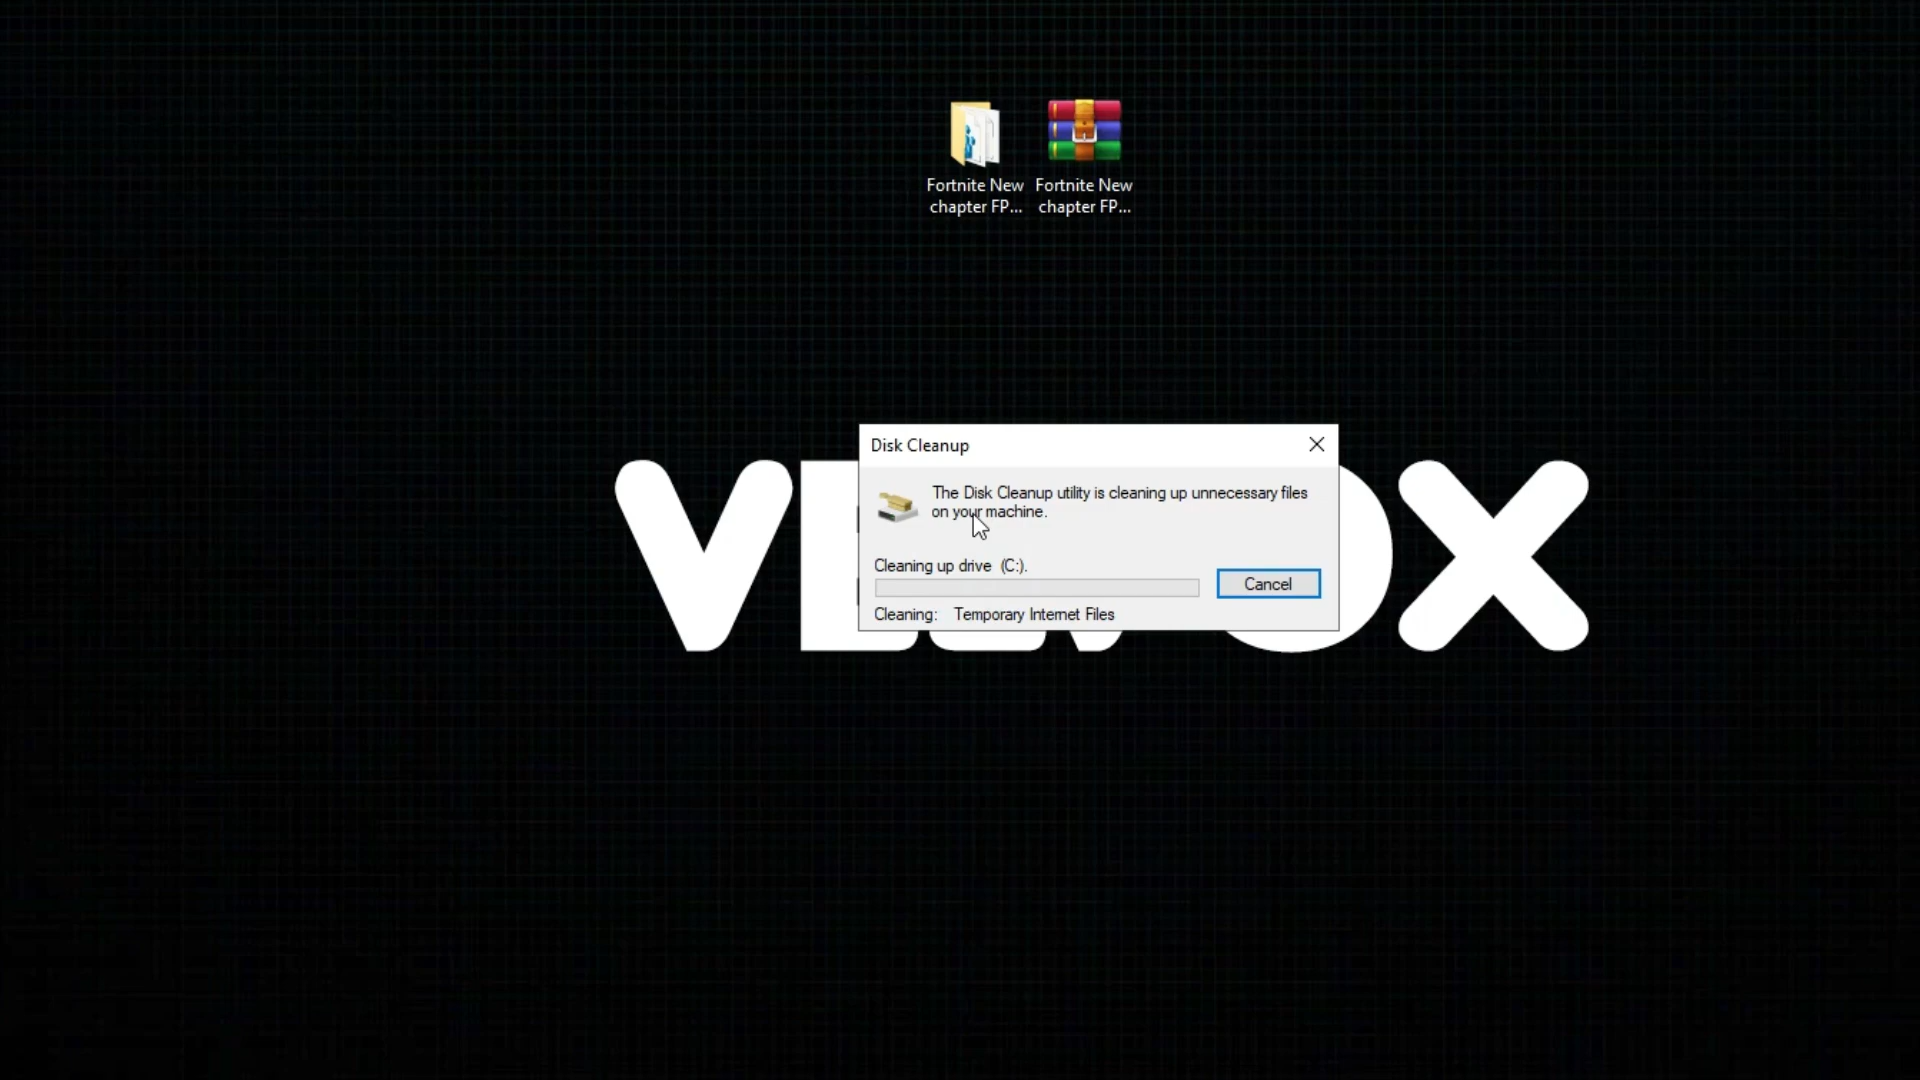 Fortnite New
chapter FP...
Fortnite New
chapter FP...
Disk Cleanup
The Disk Cleanup utility is cleaning up unnecessary files
on your machine.
Cleaning up drive (C:).
Cancel
Cleaning: Temporary Internet Files